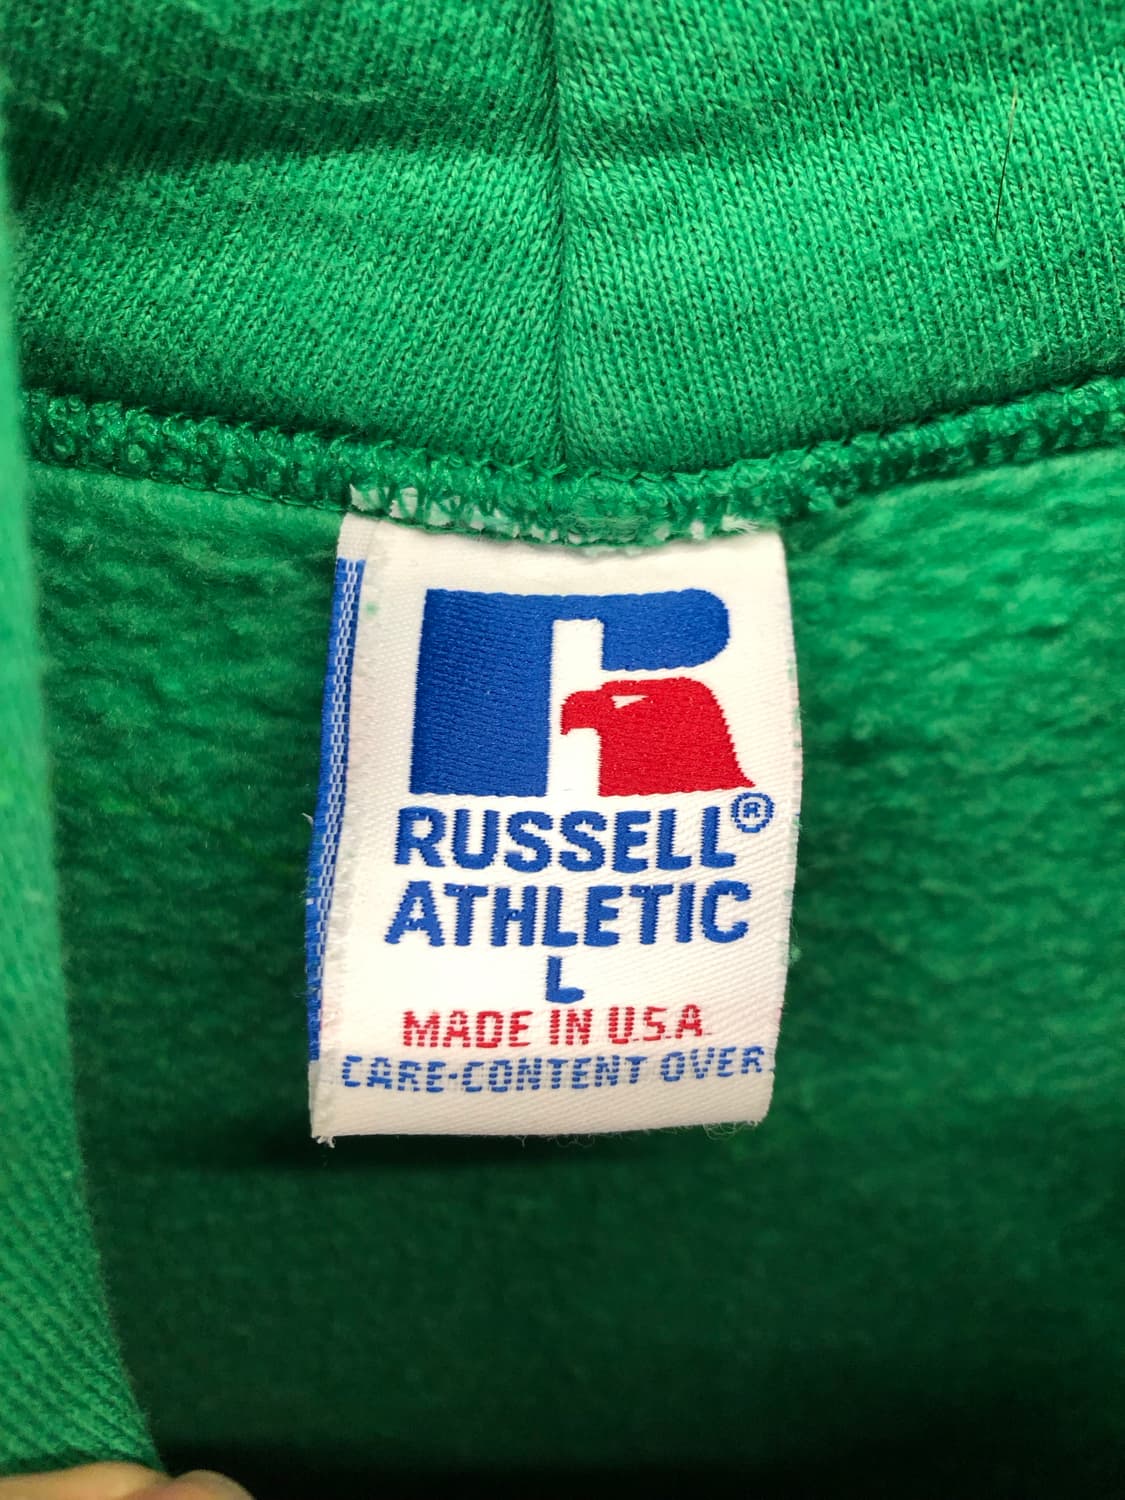 RUSSELL®
ATHLETIC
L
MADE IN U.S.A.
CARE-CONTENT OVER